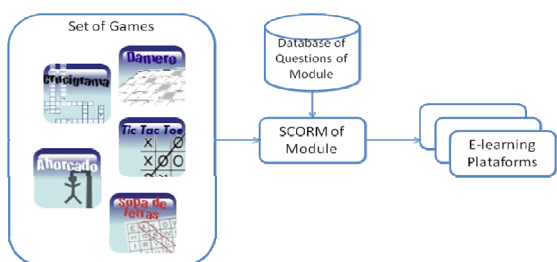 Set of Games
Damero
Crucigrama
Tic Tac Toe
X O
X O O
Ahorcado
Sopa de
letras
Database of
Questions of
Module
SCORM of
Module
E-learning
Plataforms